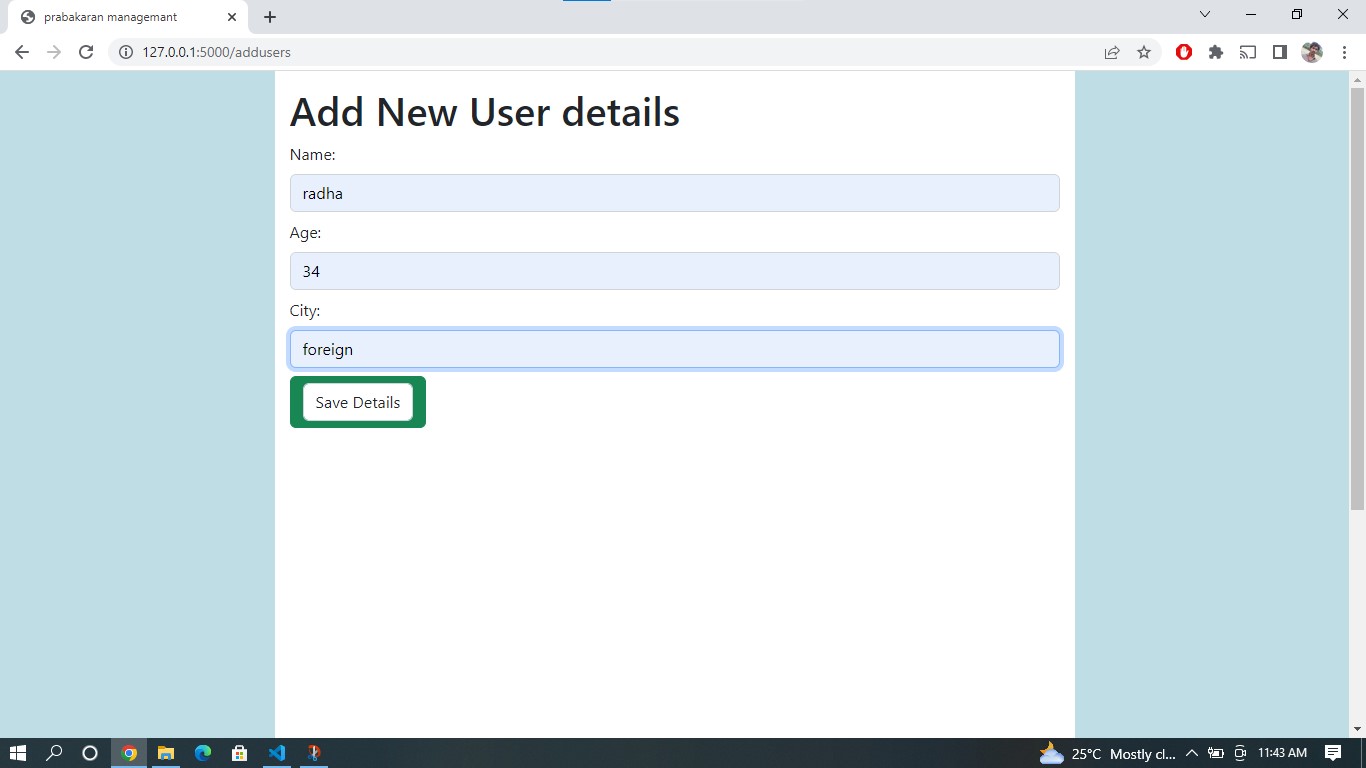 prabakaran managemant
127.0.0.1:5000/addusers
Add New User details
Name:
radha
Age:
34
City:
foreign
Save Details
25°C Mostly cl... 11:43 AM